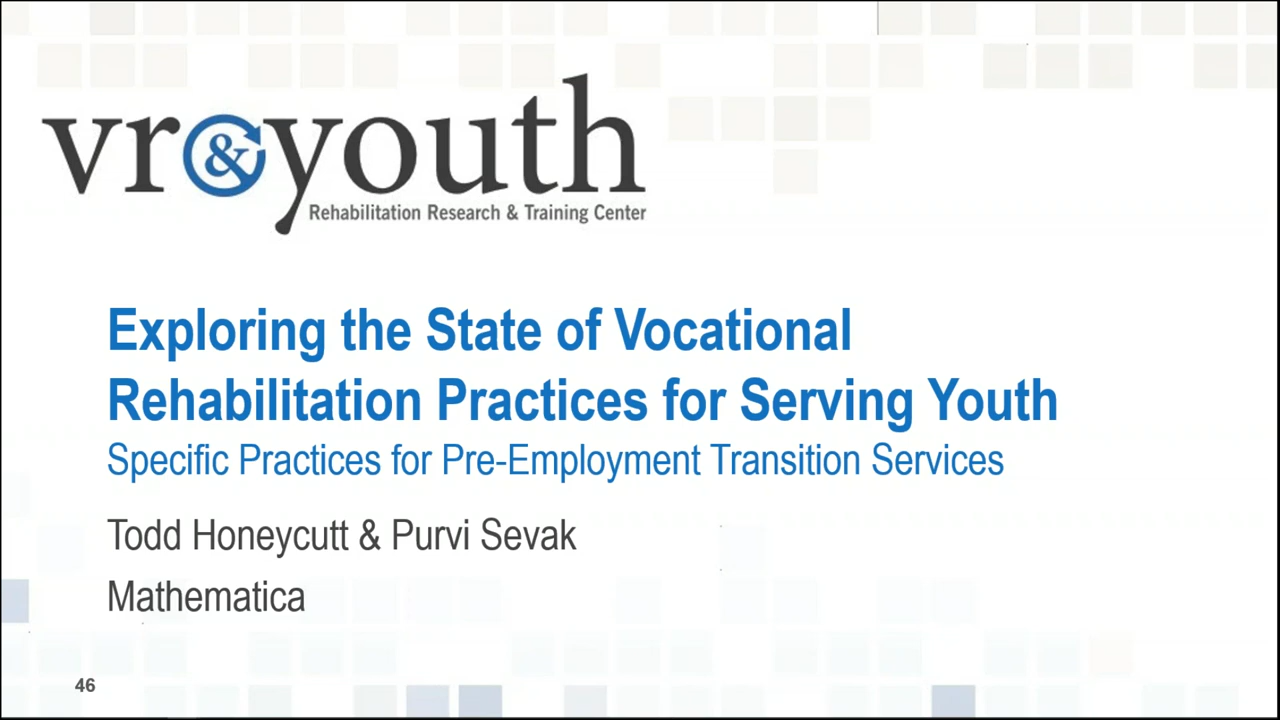 vr&youth
Rehabilitation Research & Training Center
Exploring the State of Vocational
Rehabilitation Practices for Serving Youth
Specific Practices for Pre-Employment Transition Services
Todd Honeycutt & Purvi Sevak
Mathematica
46